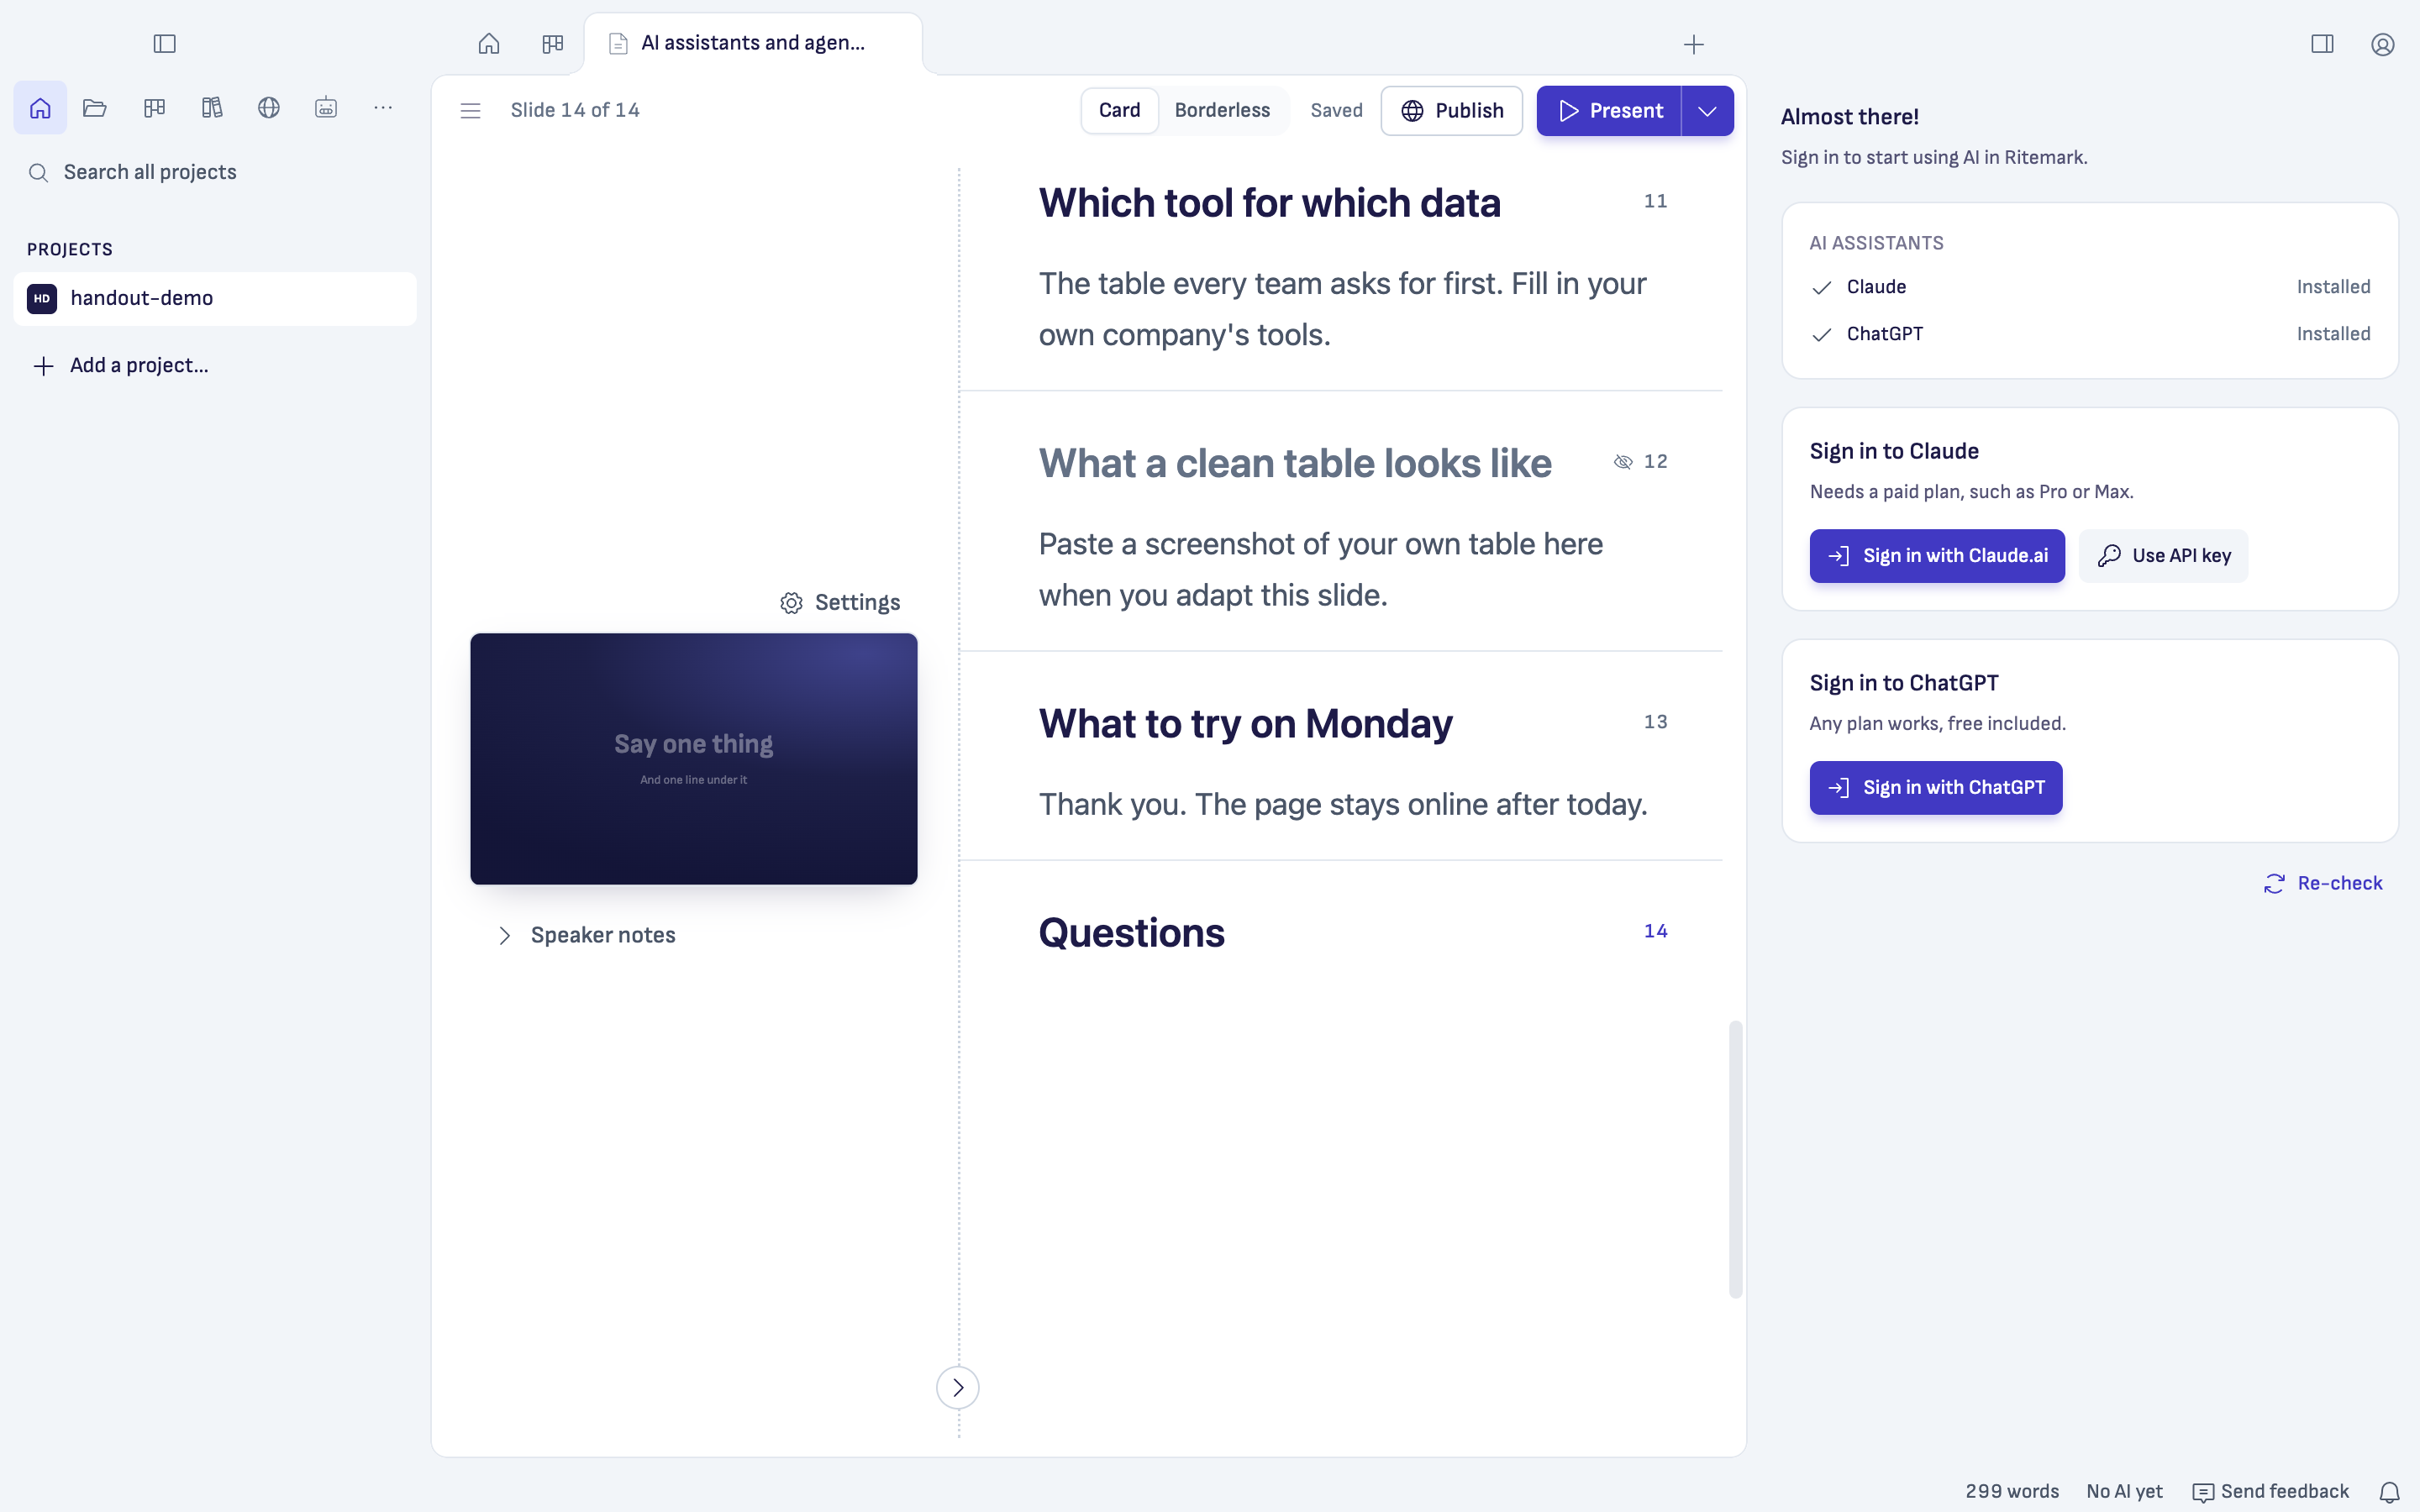 AI assistants and agen...
Search all projects
PROJECTS
HD handout-demo
Add a project...
Slide 14 of 14
Card Borderless Saved Publish Present
Which tool for which data 11
The table every team asks for first. Fill in your
own company's tools.
What a clean table looks like 12
Paste a screenshot of your own table here
when you adapt this slide.
What to try on Monday 13
Thank you. The page stays online after today.
Questions 14
Settings
Say one thing
And one line under it
Speaker notes
Almost there!
Sign in to start using AI in Ritemark.
AI ASSISTANTS
Claude Installed
ChatGPT Installed
Sign in to Claude
Needs a paid plan, such as Pro or Max.
Sign in with Claude.ai Use API key
Sign in to ChatGPT
Any plan works, free included.
Sign in with ChatGPT
Re-check
299 words No AI yet Send feedback